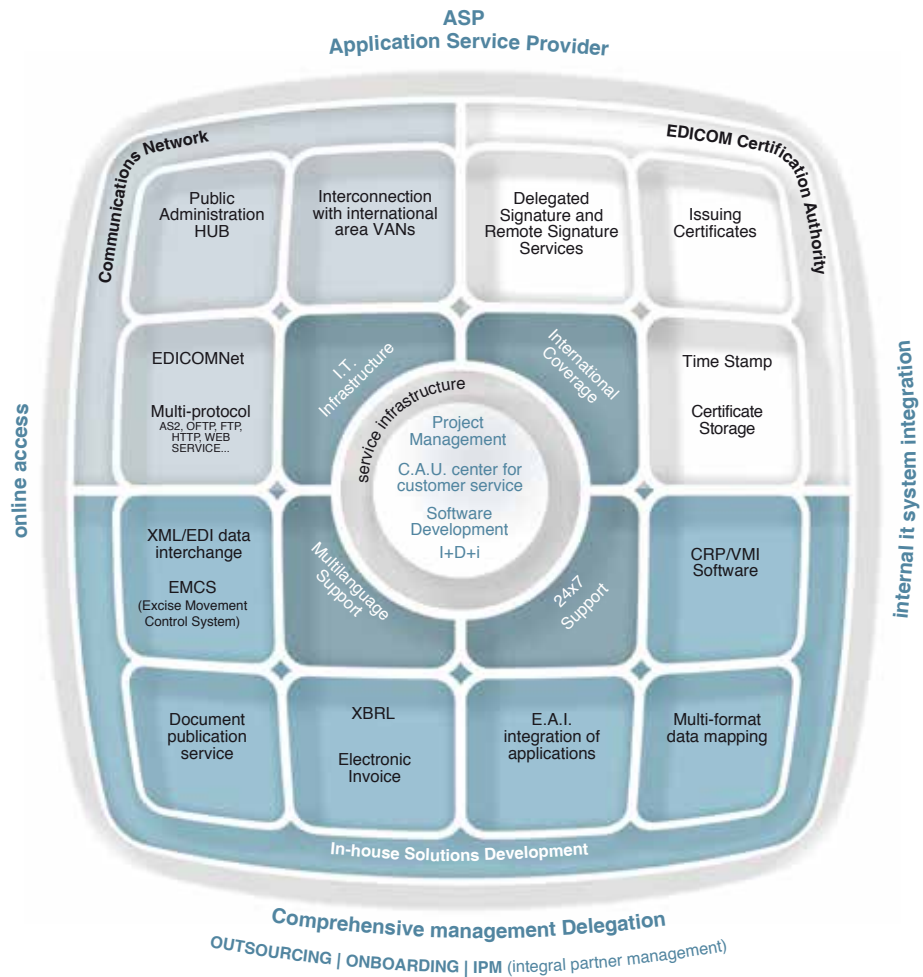 ASP
Application Service Provider
Communications Network
EDICOM Certification Authority
Public
Administration
HUB
Interconnection
with international
area VANs
Delegated
Signature and
Remote Signature
Services
Issuing
Certificates
EDICOMNet
Multi-protocol
AS2, OFTP, FTP,
HTTP, WEB
SERVICE...
I.T.
Infrastructure
International
Coverage
Time Stamp
Certificate
Storage
online access
internal it system integration
service infrastructure
Project
Management
C.A.U. center for
customer service
Software
Development
I+D+i
XML/EDI data
interchange
EMCS
(Excise Movement
Control System)
Multilanguage
Support
24x7
Support
CRP/VMI
Software
Document
publication
service
XBRL
Electronic
Invoice
E.A.I.
integration of
applications
Multi-format
data mapping
In-house Solutions Development
Comprehensive management Delegation
OUTSOURCING | ONBOARDING | IPM (integral partner management)